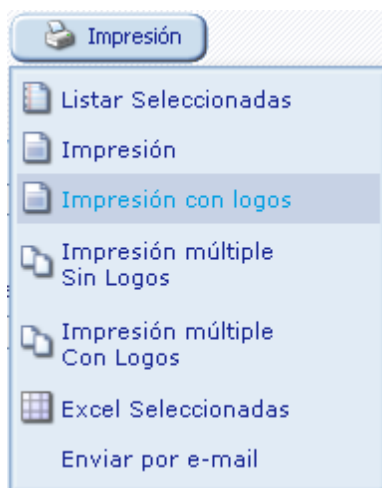 Impresión
Listar Seleccionadas
Impresión
Impresión con logos
Impresión múltiple
Sin Logos
Impresión múltiple
Con Logos
Excel Seleccionadas
Enviar por e-mail